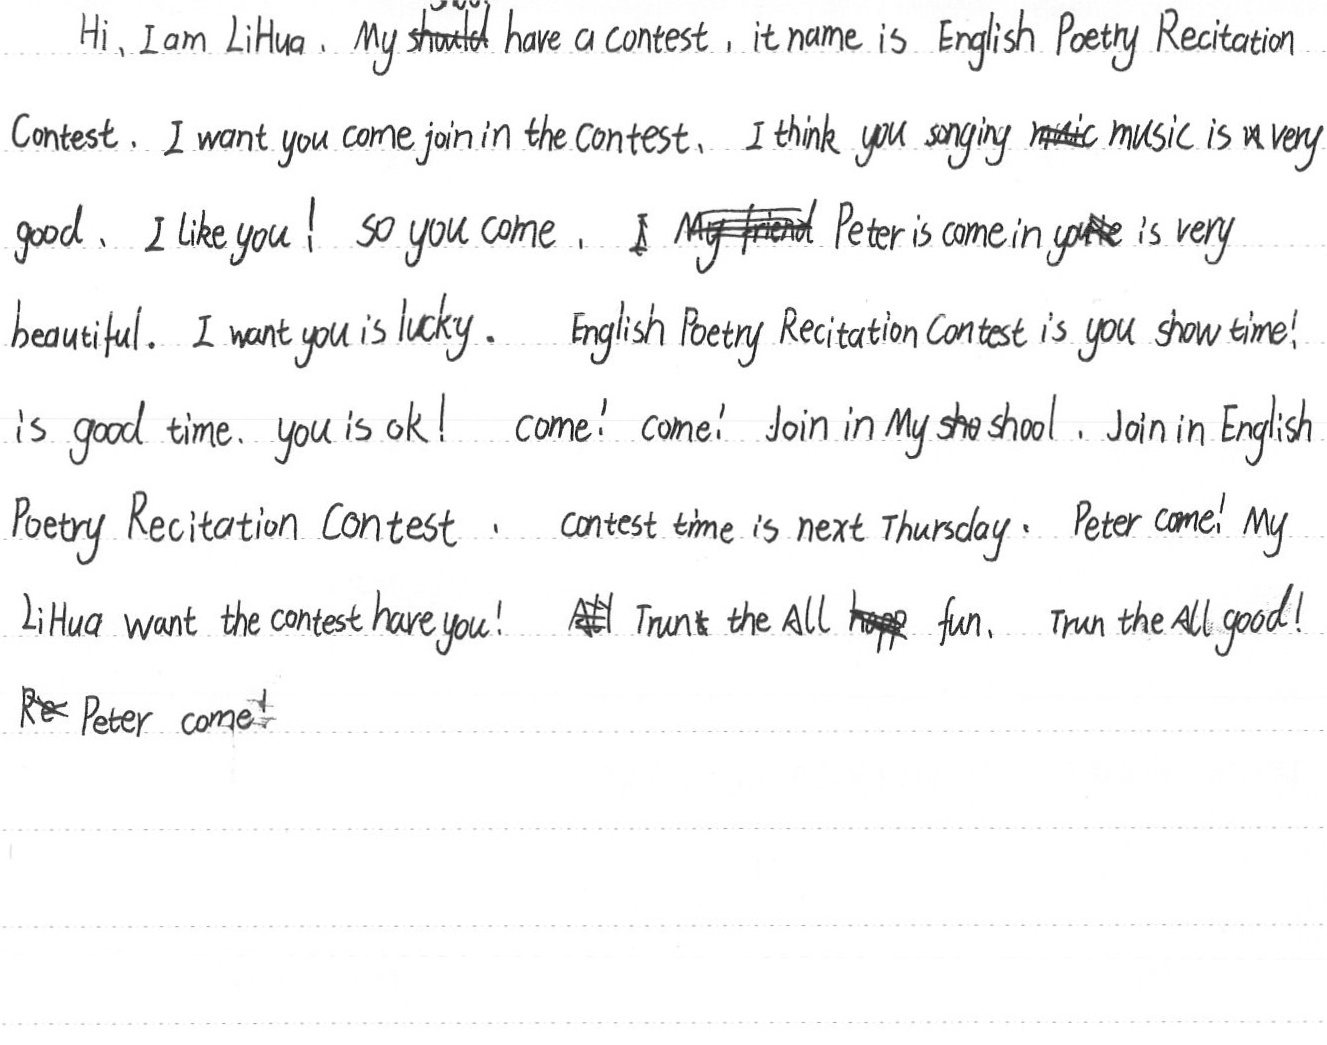 Hi, I am LiHua. My have a contest, it name is English Poetry Recitation
Contest. I want you come join in the contest. I think you singing music is very
good. I like you! so you come. I Peter is come in is very
beautiful. I want you is lucky. English Poetry Recitation Contest is you show time!
is good time. you is ok! come! come! Join in My shool. Join in English
Poetry Recitation Contest. contest time is next Thursday. Peter come! My
LiHua want the contest have you! Trun the All fun. Trun the All good!
Peter come!